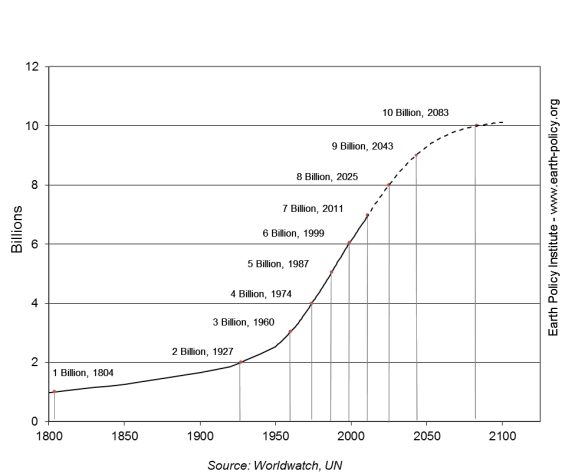 12
10
8
6
4
2
0
Billions
10 Billion, 2083
9 Billion, 2043
8 Billion, 2025
7 Billion, 2011
6 Billion, 1999
5 Billion, 1987
4 Billion, 1974
3 Billion, 1960
2 Billion, 1927
1 Billion, 1804
1800 1850 1900 1950 2000 2050 2100
Earth Policy Institute - www.earth-policy.org
Source: Worldwatch, UN